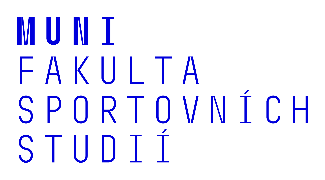 MUNI
FAKULTA
SPORTOVNÍCH
STUDIÍ